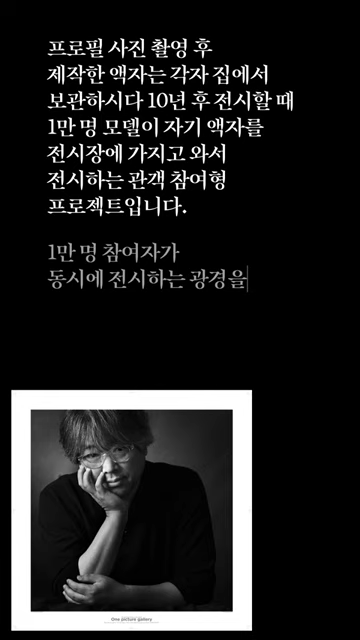 프로필 사진 촬영 후
제작한 액자는 각자 집에서
보관하시다 10년 후 전시할 때
1만 명 모델이 자기 액자를
전시장에 가지고 와서
전시하는 관객 참여형
프로젝트입니다.
1만 명 참여자가
동시에 전시하는 광경을
One picture gallery